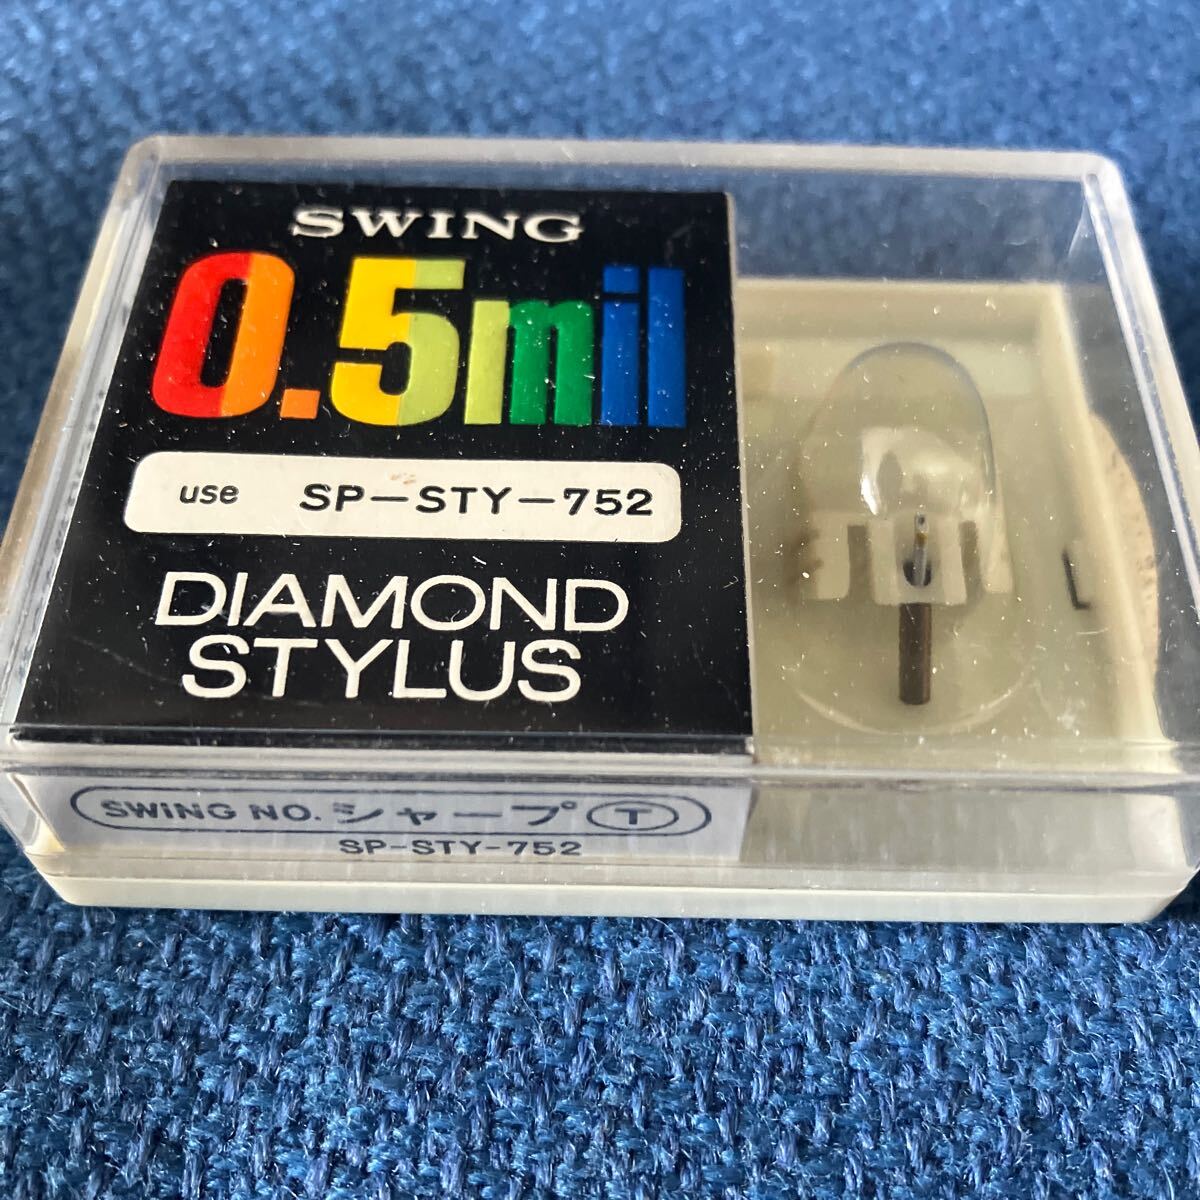 SWING
0.5mil
use SP-STY-752
DIAMOND
STYLUS
SWING NO. シャープ Ⓣ
SP-STY-752